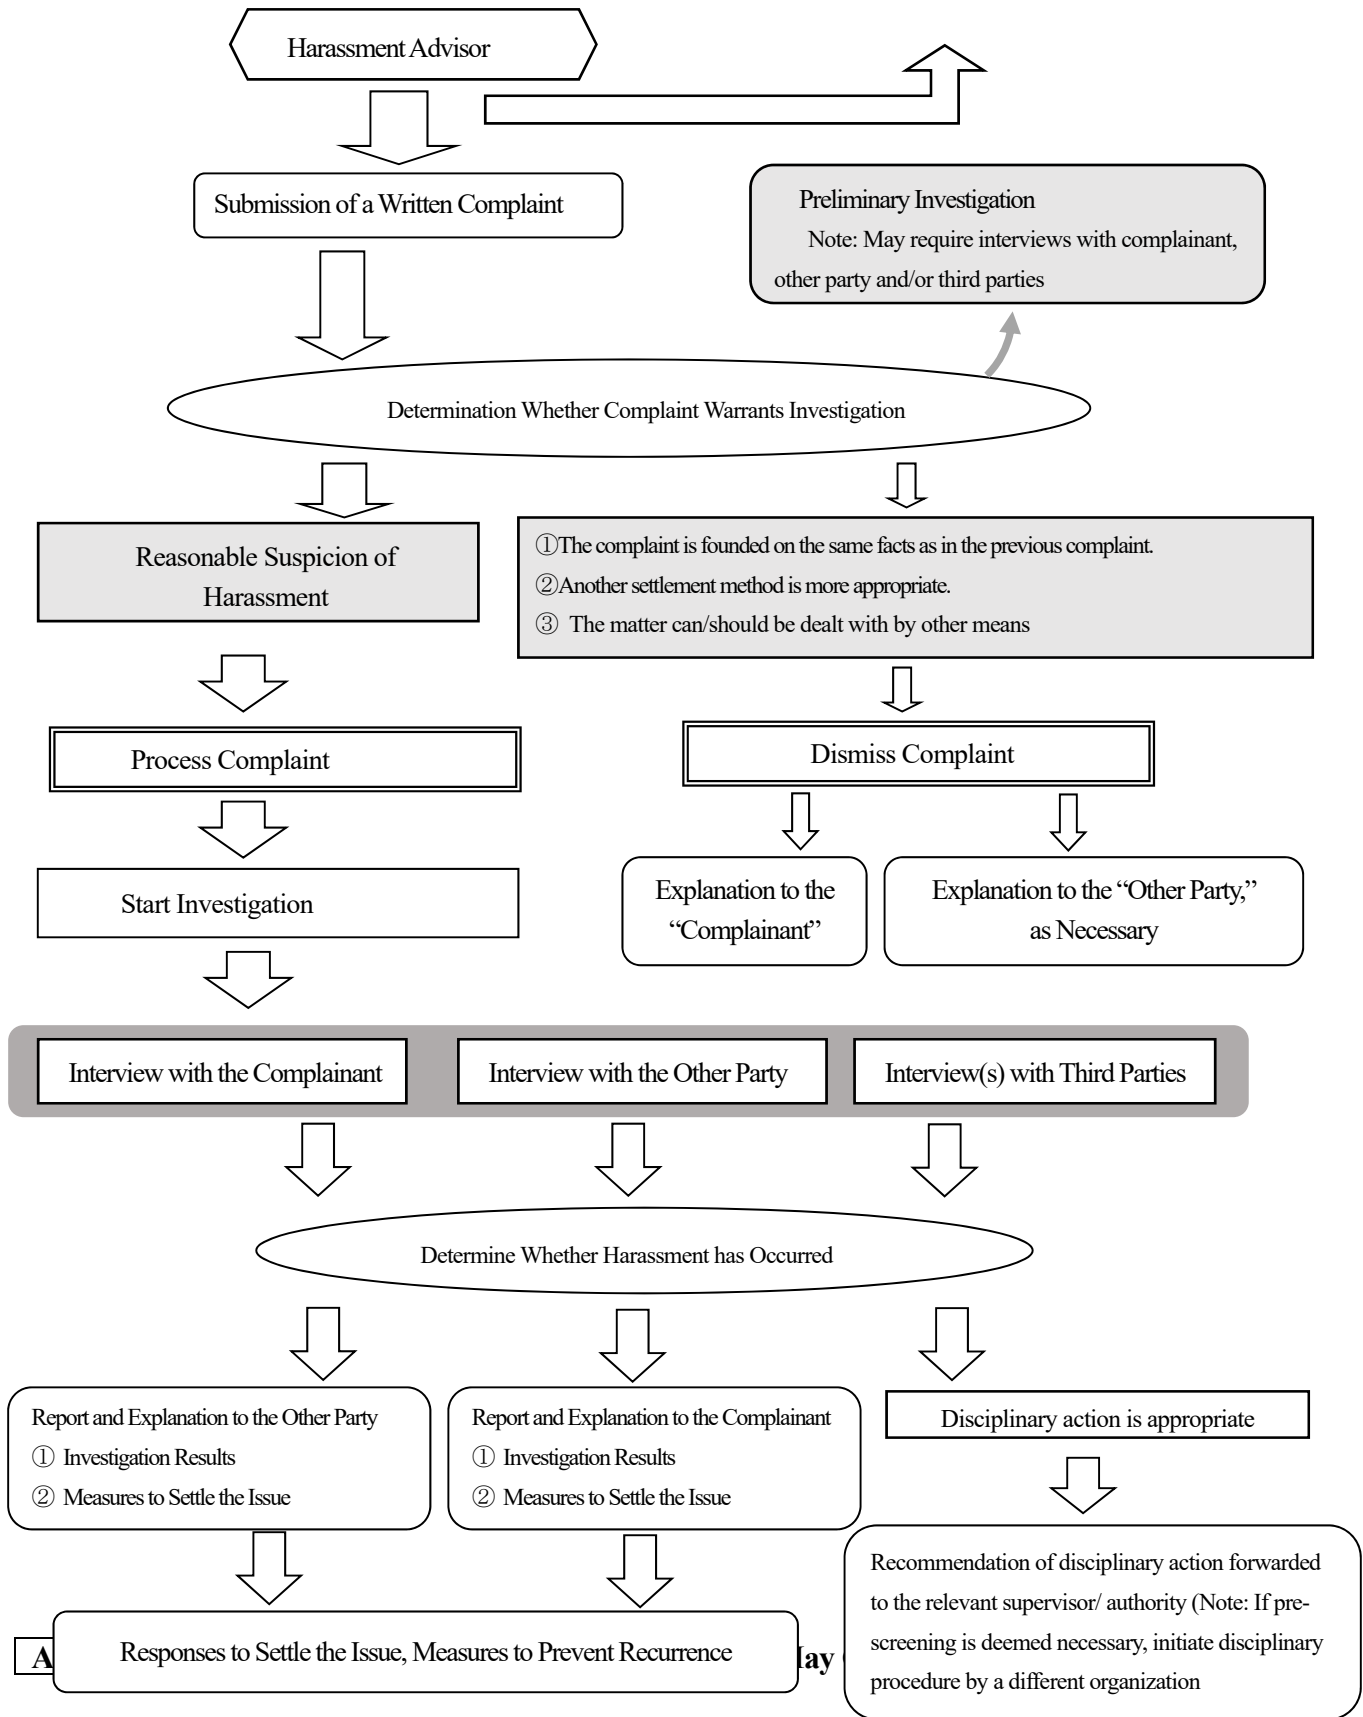 Harassment Advisor
Submission of a Written Complaint
Preliminary Investigation
Note: May require interviews with complainant,
other party and/or third parties
Determination Whether Complaint Warrants Investigation
Reasonable Suspicion of
Harassment
①The complaint is founded on the same facts as in the previous complaint.
②Another settlement method is more appropriate.
③ The matter can/should be dealt with by other means
Process Complaint
Dismiss Complaint
Start Investigation
Explanation to the
“Complainant”
Explanation to the “Other Party,”
as Necessary
Interview with the Complainant
Interview with the Other Party
Interview(s) with Third Parties
Determine Whether Harassment has Occurred
Report and Explanation to the Other Party
① Investigation Results
② Measures to Settle the Issue
Report and Explanation to the Complainant
① Investigation Results
② Measures to Settle the Issue
Disciplinary action is appropriate
Recommendation of disciplinary action forwarded
to the relevant supervisor/ authority (Note: If pre-
screening is deemed necessary, initiate disciplinary
procedure by a different organization
Responses to Settle the Issue, Measures to Prevent Recurrence